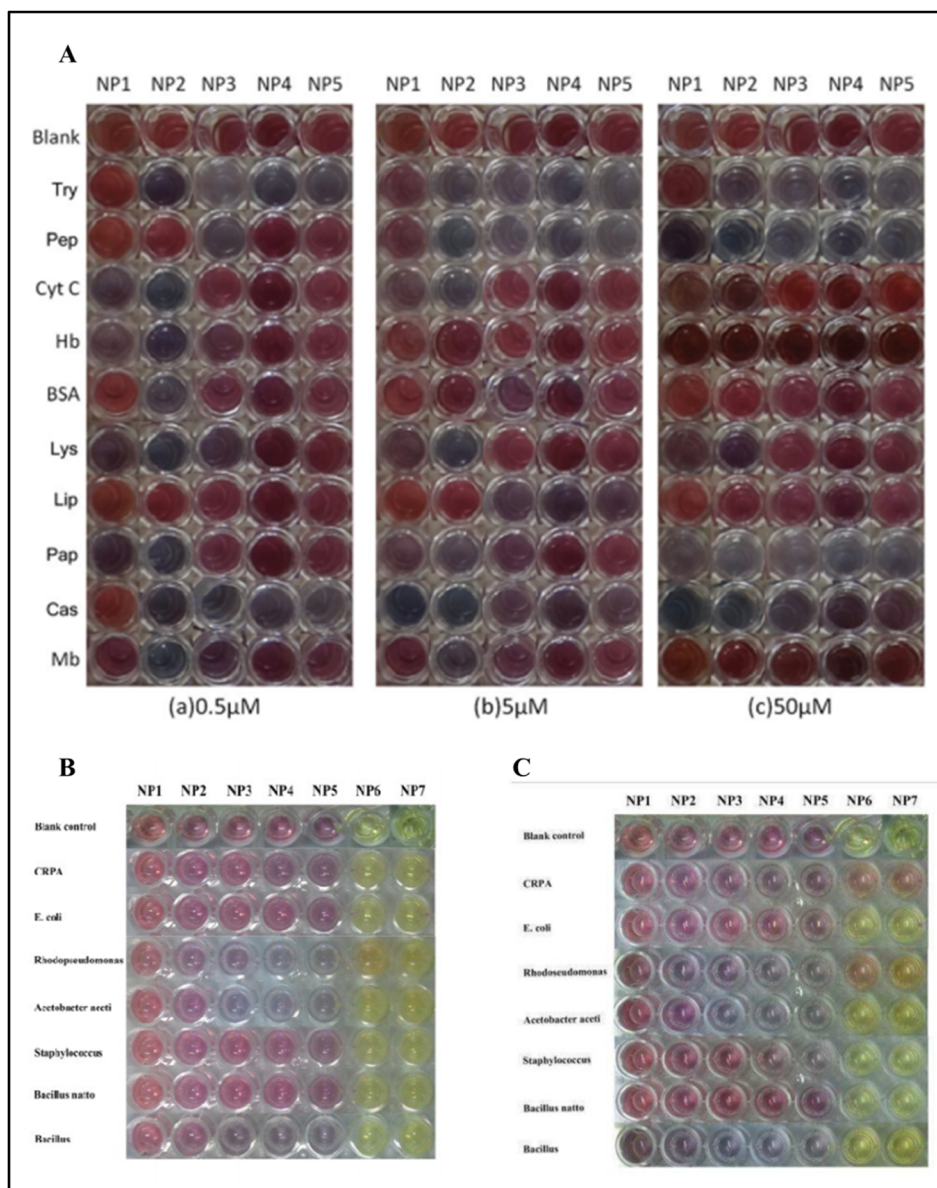 A
NP1 NP2 NP3 NP4 NP5 NP1 NP2 NP3 NP4 NP5 NP1 NP2 NP3 NP4 NP5
Blank
Try
Pep
Cyt C
Hb
BSA
Lys
Lip
Pap
Cas
Mb
(a)0.5μM (b)5μM (c)50μM
B
NP1 NP2 NP3 NP4 NP5 NP6 NP7
Blank control
CRPA
E. coli
Rhodopseudomonas
Acetobacter aceti
Staphylococcus
Bacillus natto
Bacillus
C
NP1 NP2 NP3 NP4 NP5 NP6 NP7
Blank control
CRPA
E. coli
Rhodoseudomonas
Acetobacter aceti
Staphylococcus
Bacillus natto
Bacillus